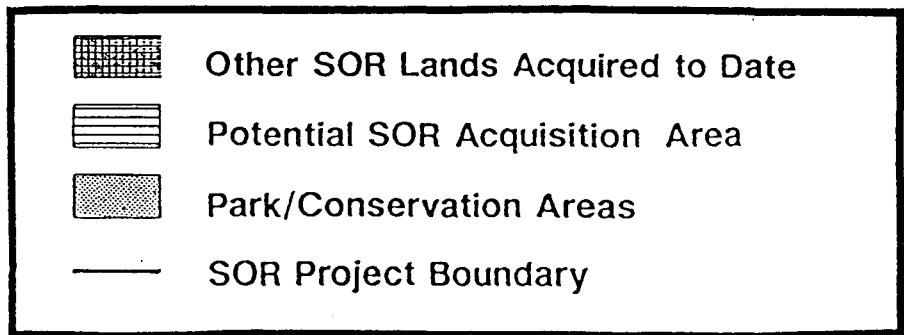 Other SOR Lands Acquired to Date
Potential SOR Acquisition Area
Park/Conservation Areas
SOR Project Boundary